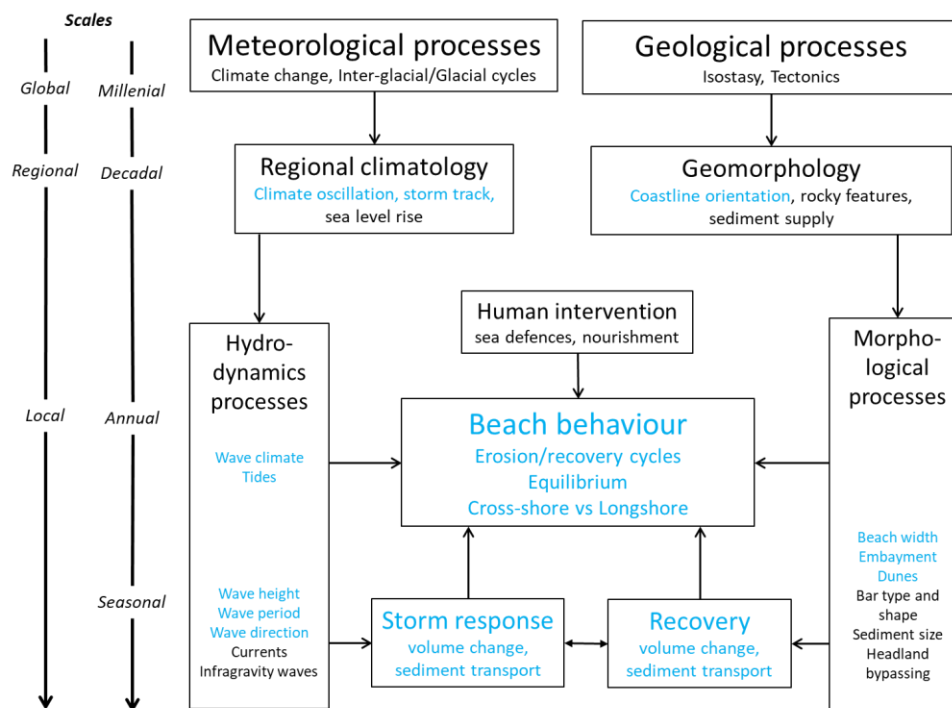 Scales
Global
Millenial
Regional
Decadal
Local
Annual
Seasonal
Meteorological processes
Climate change, Inter-glacial/Glacial cycles
Geological processes
Isostasy, Tectonics
Regional climatology
Climate oscillation, storm track,
sea level rise
Geomorphology
Coastline orientation, rocky features,
sediment supply
Human intervention
sea defences, nourishment
Hydro-
dynamics
processes
Wave climate
Tides
Wave height
Wave period
Wave direction
Currents
Infragravity waves
Beach behaviour
Erosion/recovery cycles
Equilibrium
Cross-shore vs Longshore
Morpho-
logical
processes
Beach width
Embayment
Dunes
Bar type and
shape
Sediment size
Headland
bypassing
Storm response
volume change,
sediment transport
Recovery
volume change,
sediment transport